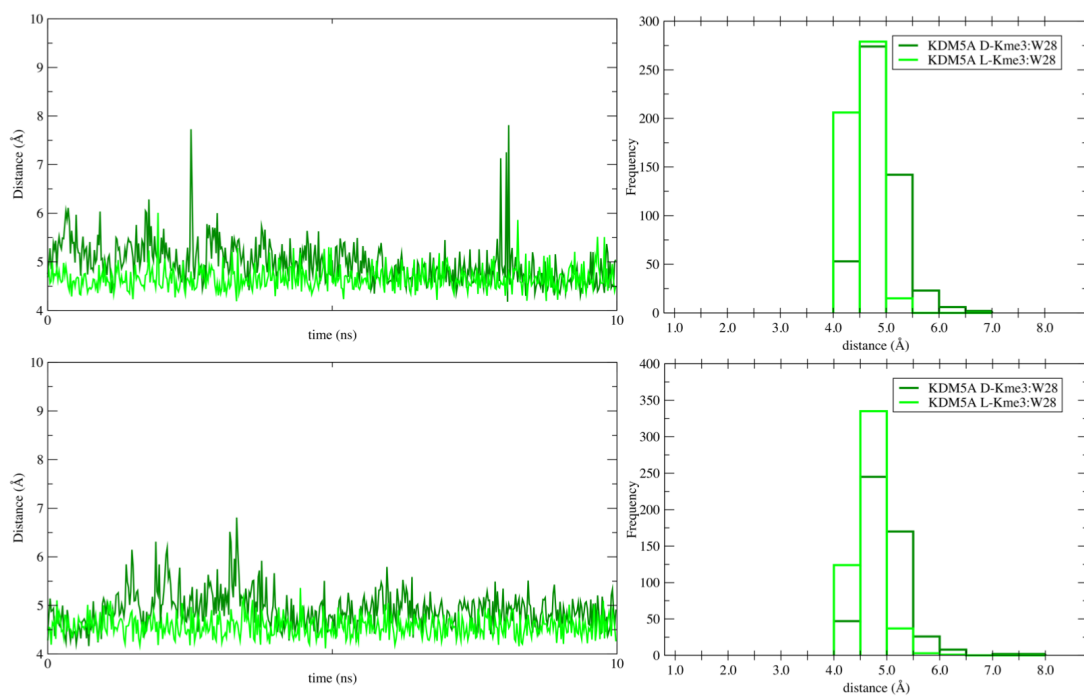 10
9
8
7
6
5
4
Distance (Å)
0
10
time (ns)
300
250
200
150
100
50
0
Frequency
KDM5A D-Kme3:W28
KDM5A L-Kme3:W28
1.0 2.0 3.0 4.0 5.0 6.0 7.0 8.0
distance (Å)
10
9
8
7
6
5
4
Distance (Å)
0
10
time (ns)
400
350
300
250
200
150
100
50
0
Frequency
KDM5A D-Kme3:W28
KDM5A L-Kme3:W28
1.0 2.0 3.0 4.0 5.0 6.0 7.0 8.0
distance (Å)